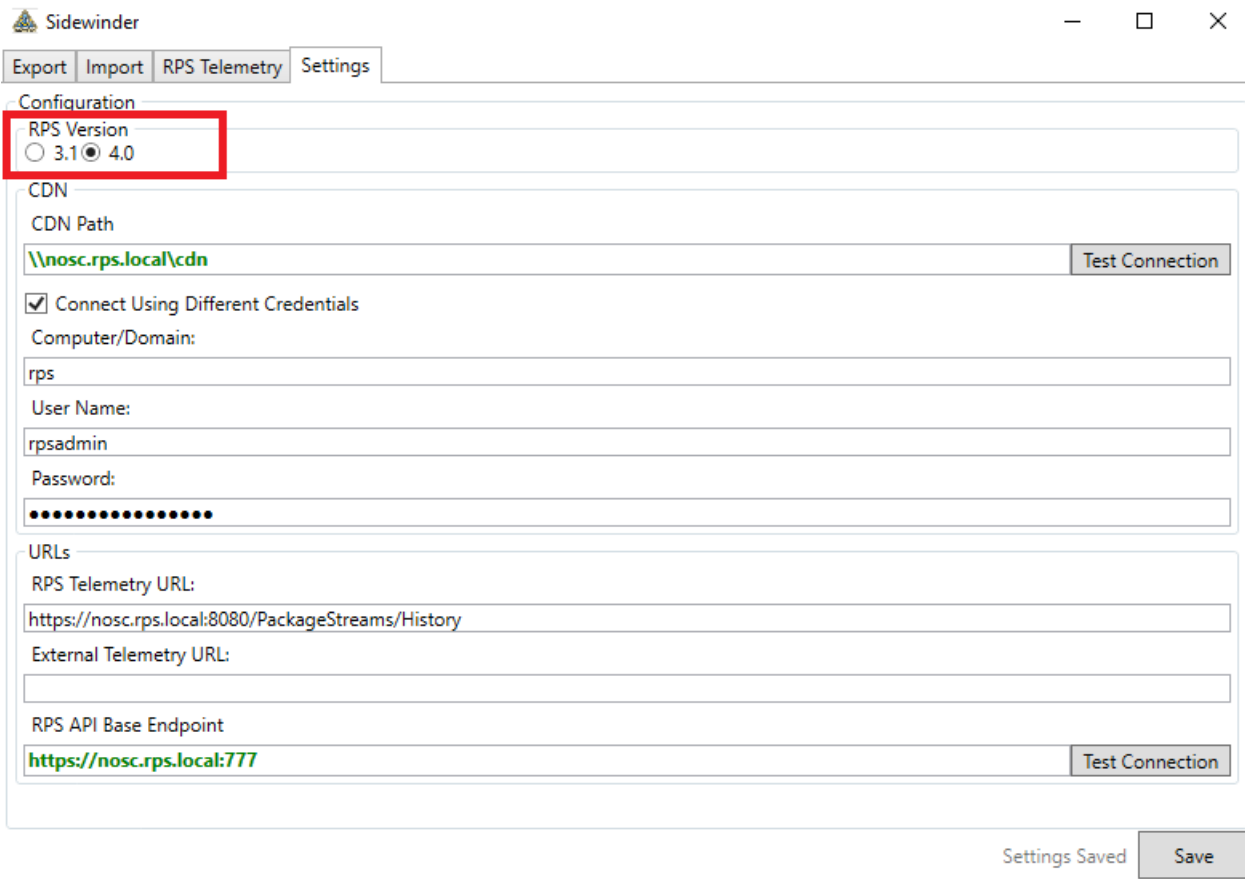 Sidewinder
Export Import RPS Telemetry Settings
Configuration
RPS Version
3.1 4.0
CDN
CDN Path
\\nosc.rps.local\cdn Test Connection
Connect Using Different Credentials
Computer/Domain:
rps
User Name:
rpsadmin
Password:
●●●●●●●●●●●●●●●●
URLs
RPS Telemetry URL:
https://nosc.rps.local:8080/PackageStreams/History
External Telemetry URL:
RPS API Base Endpoint
https://nosc.rps.local:777 Test Connection
Settings Saved Save